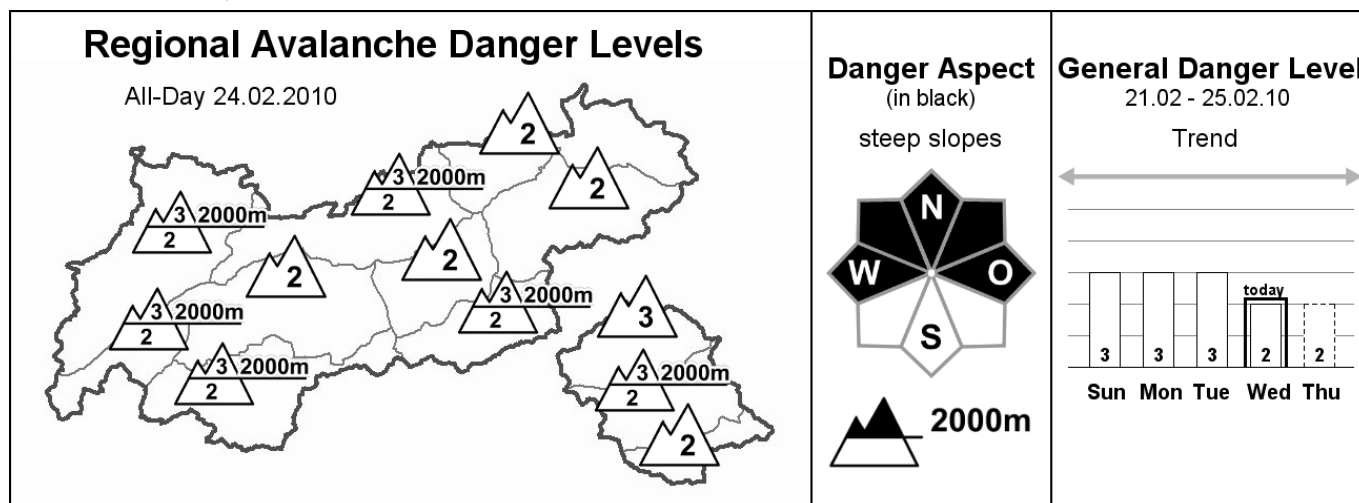 Regional Avalanche Danger Levels
All-Day 24.02.2010
2
2
3 2000m
2
3 2000m
2
2
2
3 2000m
2
3 2000m
2
3
3 2000m
2
3 2000m
2
2
Danger Aspect
(in black)
steep slopes
N
W O
S
2000m
General Danger Level
21.02 - 25.02.10
Trend
today
3 3 3 2 2
Sun Mon Tue Wed Thu